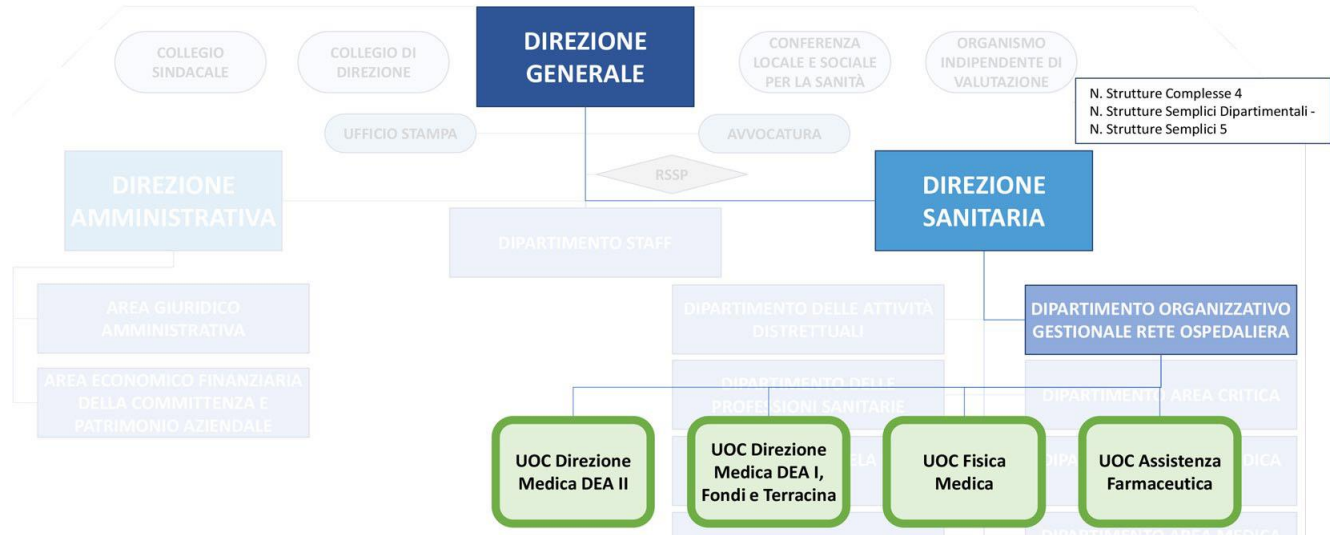 COLLEGIO
SINDACALE
COLLEGIO DI
DIREZIONE
DIREZIONE
GENERALE
CONFERENZA
LOCALE E SOCIALE
PER LA SANITÀ
ORGANISMO
INDIPENDENTE DI
VALUTAZIONE
N. Strutture Complesse 4
N. Strutture Semplici Dipartimentali -
N. Strutture Semplici 5
UFFICIO STAMPA
AVVOCATURA
RSSP
DIREZIONE
AMMINISTRATIVA
DIREZIONE
SANITARIA
DIPARTIMENTO STAFF
AREA GIURIDICO
AMMINISTRATIVA
DIPARTIMENTO DELLE ATTIVITÀ
DISTRETTUALI
DIPARTIMENTO ORGANIZZATIVO
GESTIONALE RETE OSPEDALIERA
AREA ECONOMICO FINANZIARIA
DELLA COMMITTENZA E
PATRIMONIO AZIENDALE
DIPARTIMENTO DELLE
PROFESSIONI SANITARIE
DIPARTIMENTO AREA CRITICA
UOC Direzione
Medica DEA II
UOC Direzione
Medica DEA I,
Fondi e Terracina
UOC Fisica
Medica
UOC Assistenza
Farmaceutica
DIPARTIMENTO AREA MEDICA